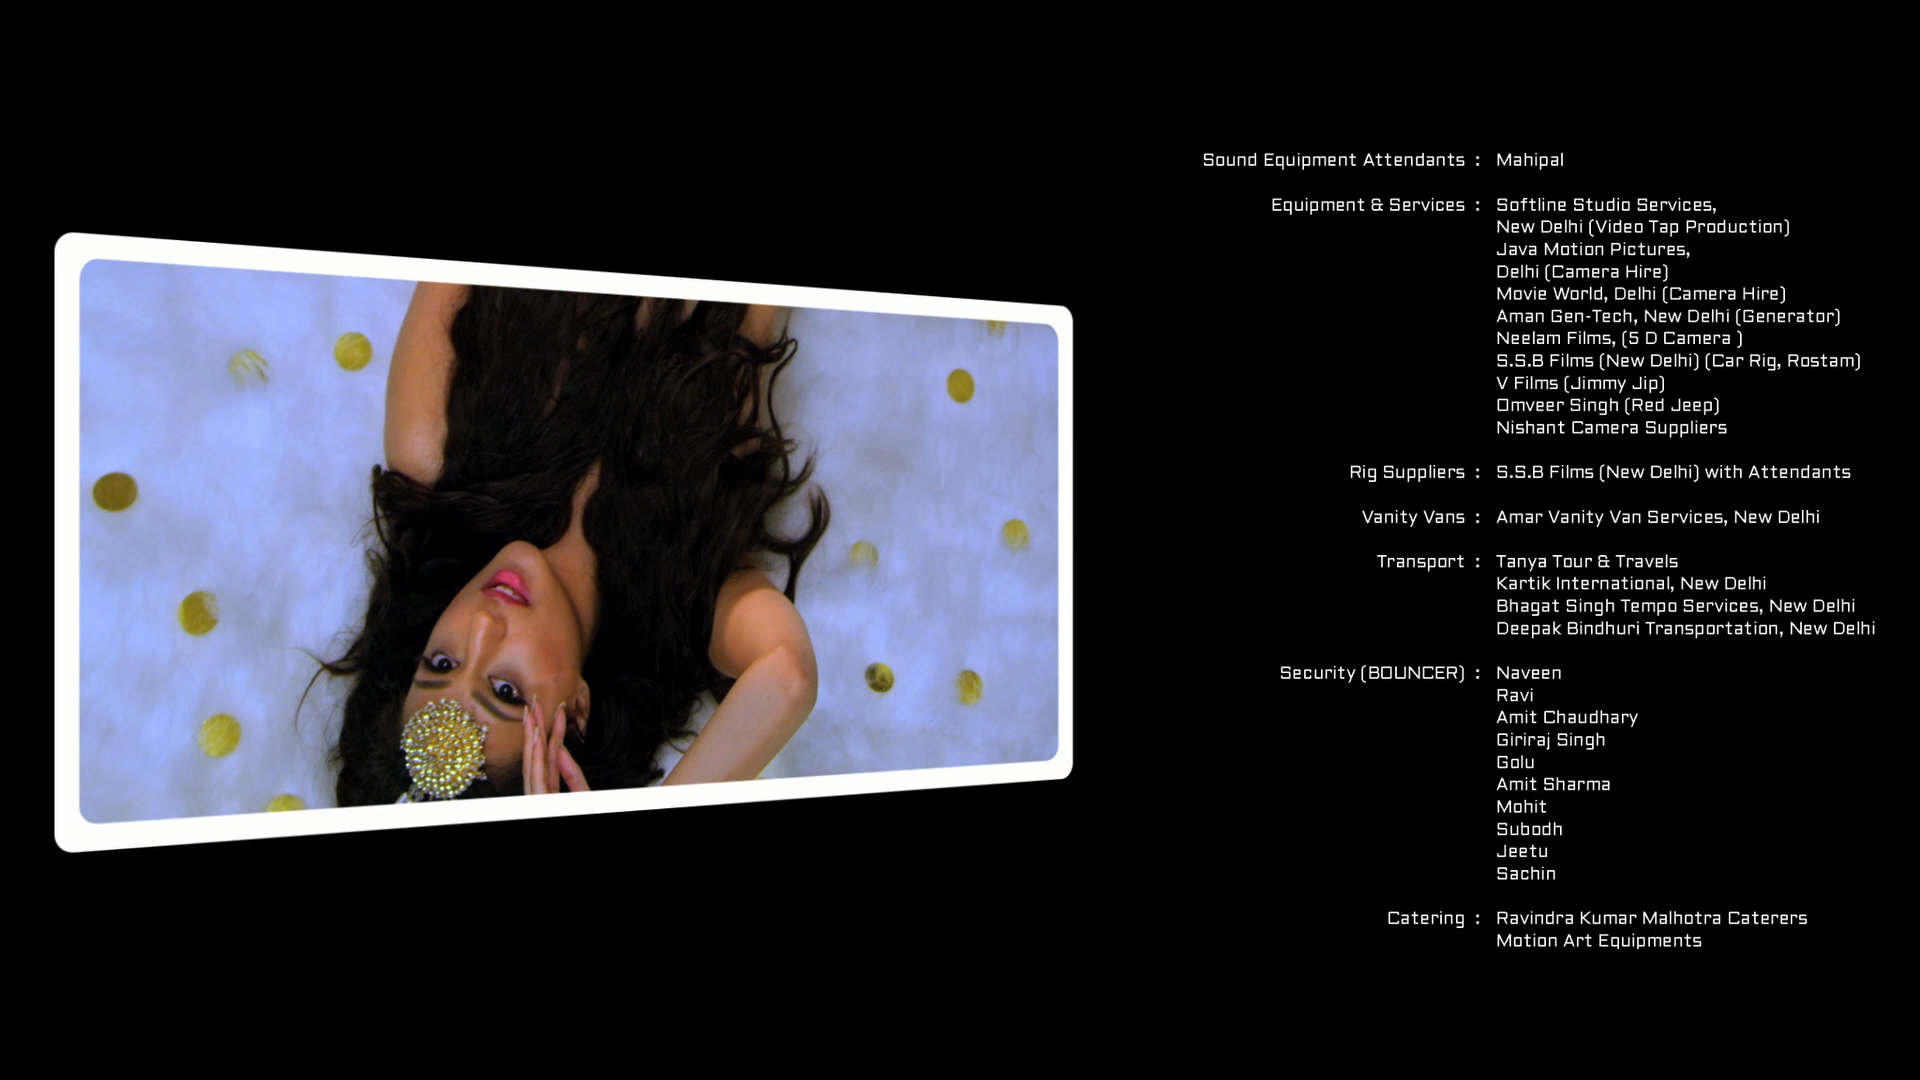 Sound Equipment Attendants : Mahipal
Equipment & Services : Softline Studio Services,
New Delhi (Video Tap Production)
Java Motion Pictures,
Delhi (Camera Hire)
Movie World, Delhi (Camera Hire)
Aman Gen-Tech, New Delhi (Generator)
Neelam Films, (5 D Camera )
S.S.B Films (New Delhi) (Car Rig, Rostam)
V Films (Jimmy Jip)
Omveer Singh (Red Jeep)
Nishant Camera Suppliers
Rig Suppliers : S.S.B Films (New Delhi) with Attendants
Vanity Vans : Amar Vanity Van Services, New Delhi
Transport : Tanya Tour & Travels
Kartik International, New Delhi
Bhagat Singh Tempo Services, New Delhi
Deepak Bindhuri Transportation, New Delhi
Security (BOUNCER) : Naveen
Ravi
Amit Chaudhary
Giriraj Singh
Golu
Amit Sharma
Mohit
Subodh
Jeetu
Sachin
Catering : Ravindra Kumar Malhotra Caterers
Motion Art Equipments